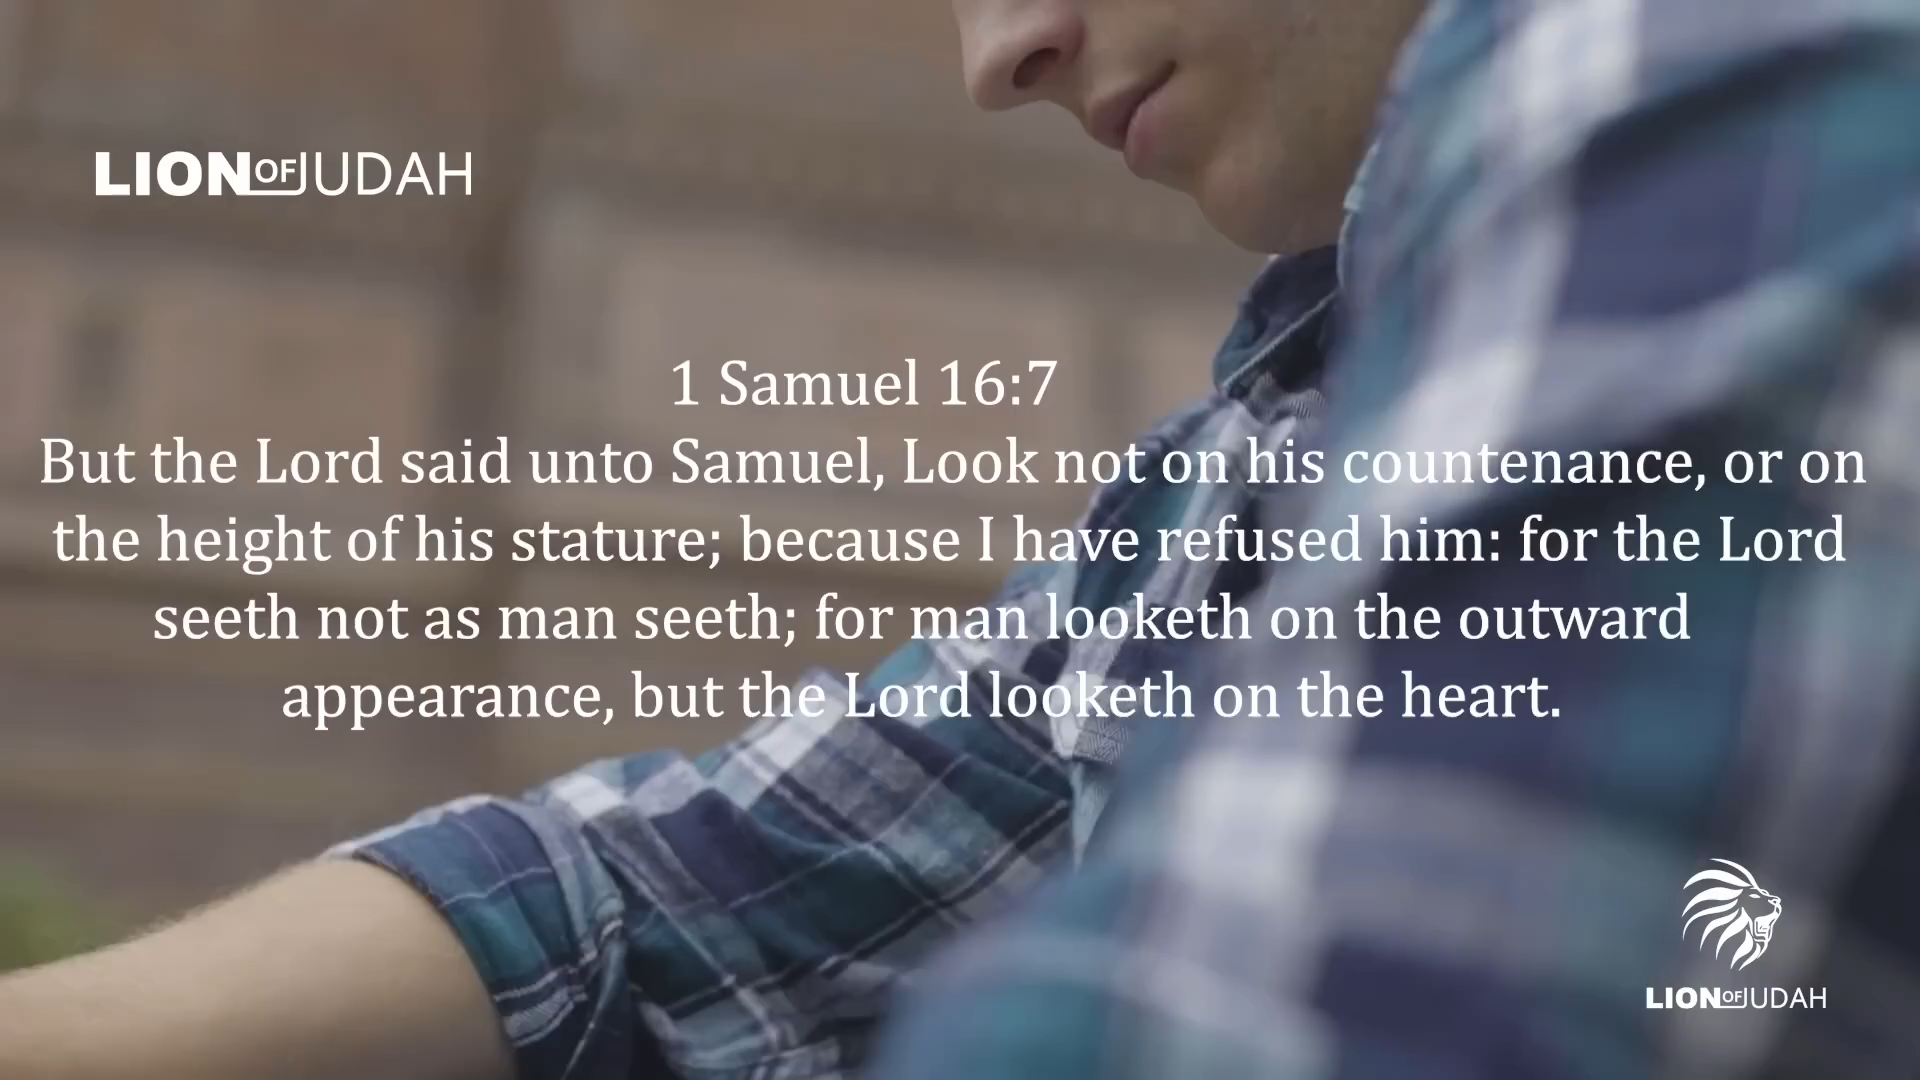 LION OF JUDAH
1 Samuel 16:7
But the Lord said unto Samuel, Look not on his countenance, or on
the height of his stature; because I have refused him: for the Lord
seeth not as man seeth; for man looketh on the outward
appearance, but the Lord looketh on the heart.
LION OF JUDAH